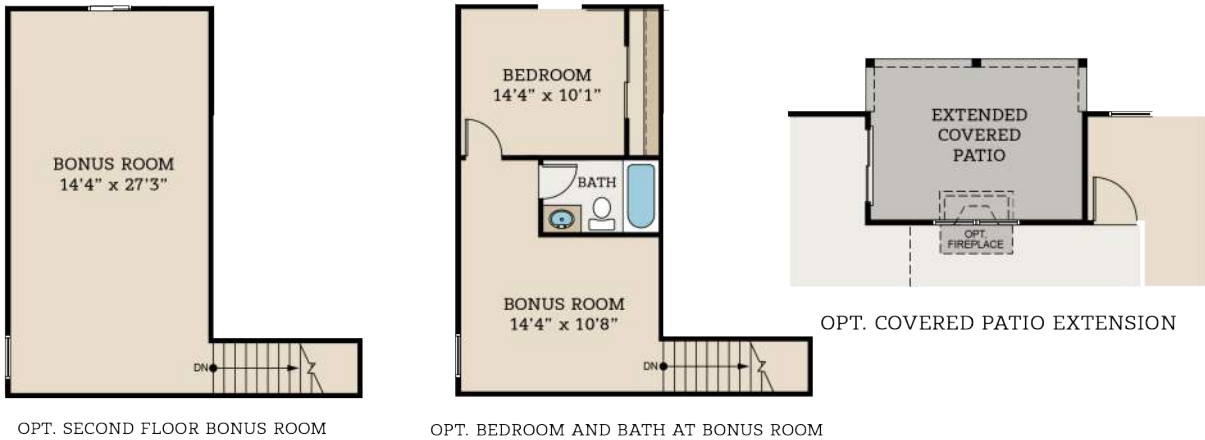 BONUS ROOM
14'4" x 27'3"
DN
OPT. SECOND FLOOR BONUS ROOM
BEDROOM
14'4" x 10'1"
BATH
BONUS ROOM
14'4" x 10'8"
DN
OPT. BEDROOM AND BATH AT BONUS ROOM
EXTENDED
COVERED
PATIO
OPT.
FIREPLACE
OPT. COVERED PATIO EXTENSION